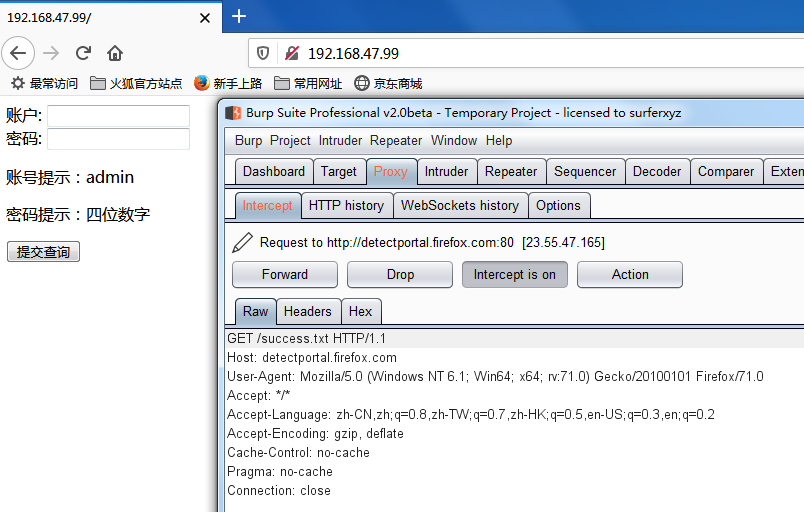 192.168.47.99/
192.168.47.99
最常访问 火狐官方站点 新手上路 常用网址 京东商城
账户:
密码:
账号提示：admin
密码提示：四位数字
提交查询
Burp Suite Professional v2.0beta - Temporary Project - licensed to surferxyz
Burp Project Intruder Repeater Window Help
Dashboard Target Proxy Intruder Repeater Sequencer Decoder Comparer Exten
Intercept HTTP history WebSockets history Options
Request to http://detectportal.firefox.com:80 [23.55.47.165]
Forward Drop Intercept is on Action
Raw Headers Hex
GET /success.txt HTTP/1.1
Host: detectportal.firefox.com
User-Agent: Mozilla/5.0 (Windows NT 6.1; Win64; x64; rv:71.0) Gecko/20100101 Firefox/71.0
Accept: */*
Accept-Language: zh-CN,zh;q=0.8,zh-TW;q=0.7,zh-HK;q=0.5,en-US;q=0.3,en;q=0.2
Accept-Encoding: gzip, deflate
Cache-Control: no-cache
Pragma: no-cache
Connection: close